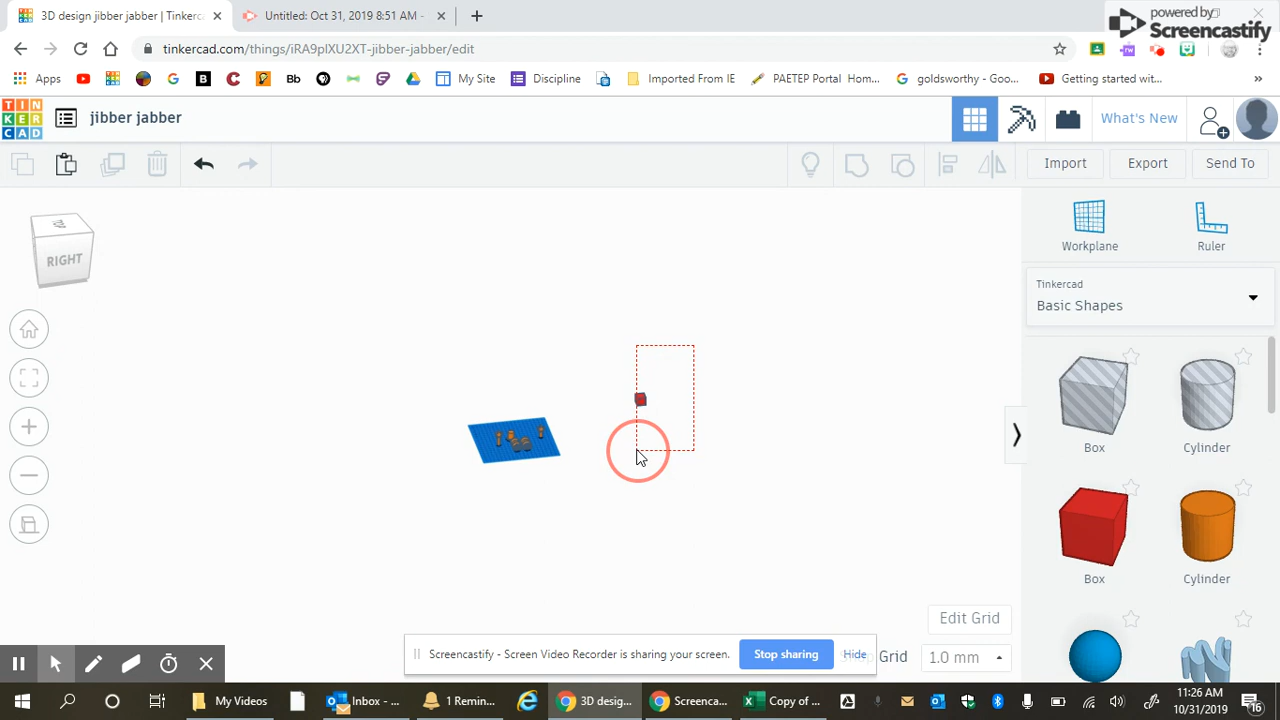 3D design jibber jabber | Tinkerc
Untitled: Oct 31, 2019 8:51 AM -
powered by
Screencastify
tinkercad.com/things/iRA9plXU2XT-jibber-jabber/edit
Apps
Bb
My Site
Discipline
Imported From IE
PAETEP Portal Hom...
goldsworthy - Goo...
Getting started wit...
»
TIN
KER
CAD
jibber jabber
What's New
Import
Export
Send To
RIGHT
Workplane
Ruler
Tinkercad
Basic Shapes
Box
Cylinder
Box
Cylinder
Edit Grid
Screencastify - Screen Video Recorder is sharing your screen.
Stop sharing
Hide
Grid
1.0 mm
My Videos
Inbox - ...
1 Remin...
3D desig...
Screenca...
Copy of ...
11:26 AM
10/31/2019
16